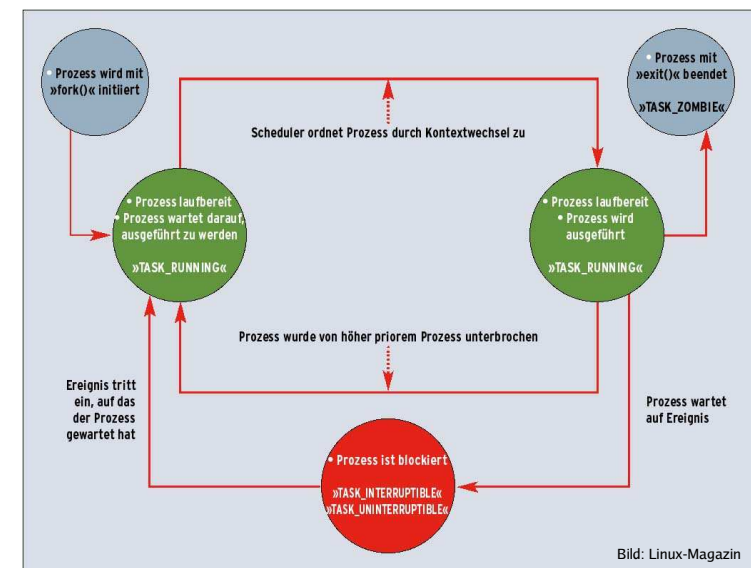 • Prozess wird mit
»fork()« initiiert
• Prozess mit
»exit()« beendet
»TASK_ZOMBIE«
Scheduler ordnet Prozess durch Kontextwechsel zu
• Prozess laufbereit
• Prozess wartet darauf,
ausgeführt zu werden
»TASK_RUNNING«
• Prozess laufbereit
• Prozess wird
ausgeführt
»TASK_RUNNING«
Prozess wurde von höher priorem Prozess unterbrochen
Ereignis tritt
ein, auf das
der Prozess
gewartet hat
Prozess wartet
auf Ereignis
• Prozess ist blockiert
»TASK_INTERRUPTIBLE«
»TASK_UNINTERRUPTIBLE«
Bild: Linux-Magazin